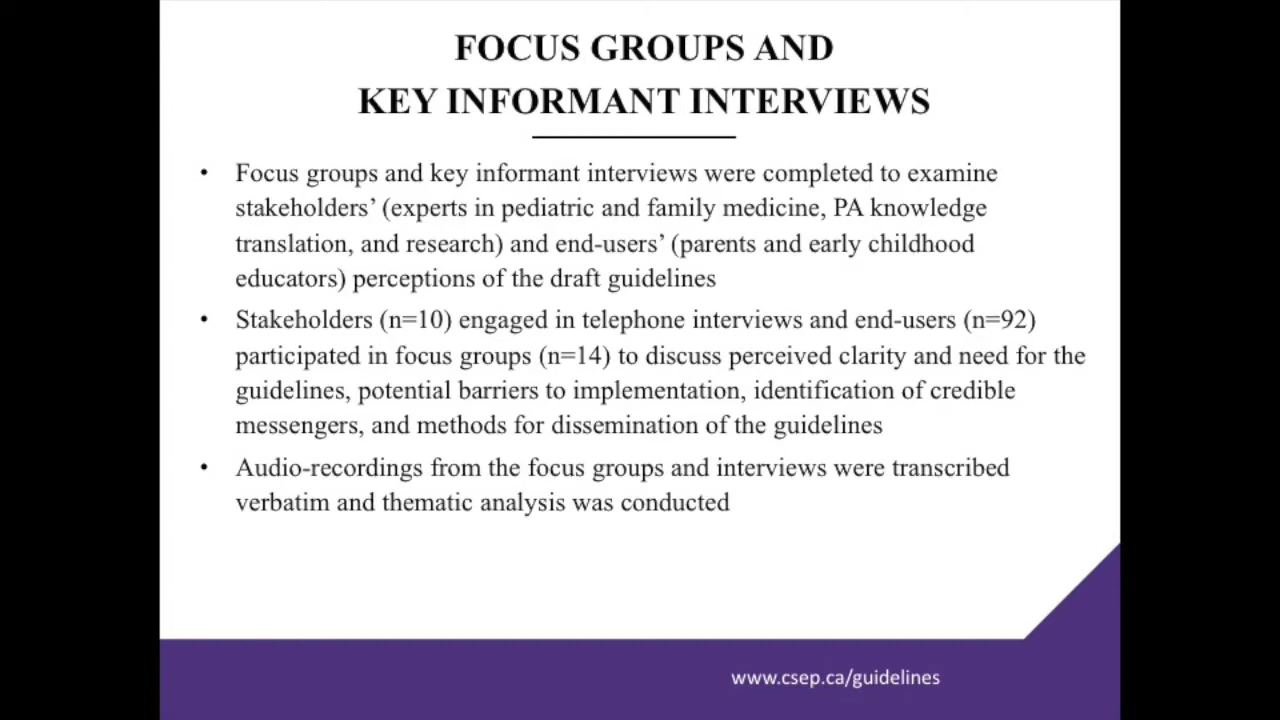 FOCUS GROUPS AND
KEY INFORMANT INTERVIEWS
• Focus groups and key informant interviews were completed to examine
stakeholders’ (experts in pediatric and family medicine, PA knowledge
translation, and research) and end-users’ (parents and early childhood
educators) perceptions of the draft guidelines
• Stakeholders (n=10) engaged in telephone interviews and end-users (n=92)
participated in focus groups (n=14) to discuss perceived clarity and need for the
guidelines, potential barriers to implementation, identification of credible
messengers, and methods for dissemination of the guidelines
• Audio-recordings from the focus groups and interviews were transcribed
verbatim and thematic analysis was conducted
www.csep.ca/guidelines